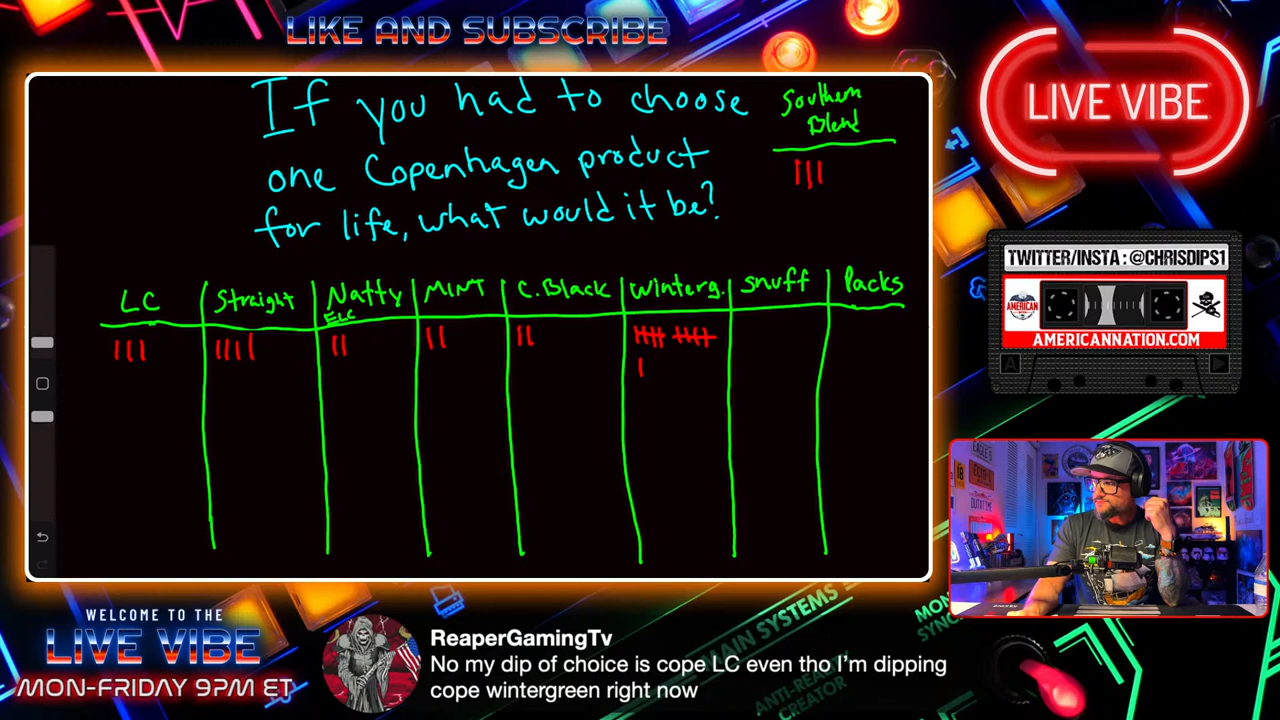 LIKE AND SUBSCRIBE
If you had to choose
one Copenhagen product
for life, what would it be?
Southern
Blend
LC
Straight
Natty
ELC
MINT
C Black
Winterg.
snuff
Packs
LIVE VIBE
TWITTER/INSTA : @CHRISDIPS1
AMERICAN
AMERICANNATION.COM
A
WELCOME TO THE
LIVE VIBE
MON-FRIDAY 9PM ET
ReaperGamingTv
No my dip of choice is cope LC even tho I'm dipping
cope wintergreen right now
MAIN SYSTEMS